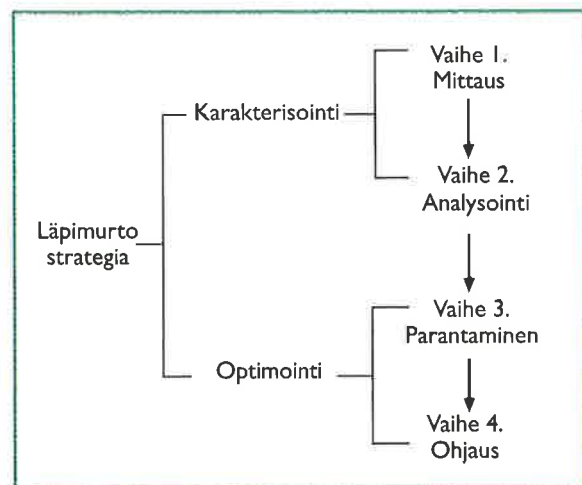 Vaihe 1.
Mittaus
Karakterisointi
Vaihe 2.
Analysointi
Läpimurto
strategia
Vaihe 3.
Parantaminen
Optimointi
Vaihe 4.
Ohjaus